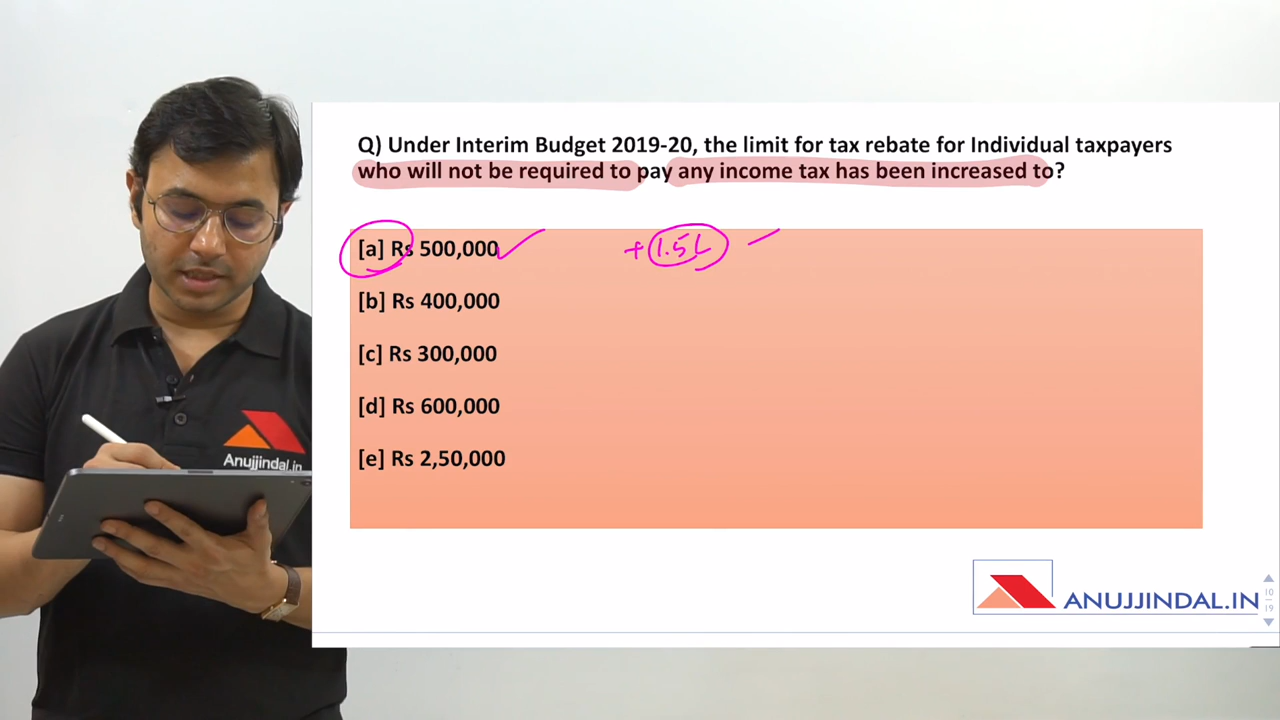 Q) Under Interim Budget 2019-20, the limit for tax rebate for Individual taxpayers
who will not be required to pay any income tax has been increased to?
[a] Rs 500,000 + 1.5L
[b] Rs 400,000
[c] Rs 300,000
[d] Rs 600,000
[e] Rs 2,50,000
Anujjindal.in
ANUJJINDAL.IN
10
19